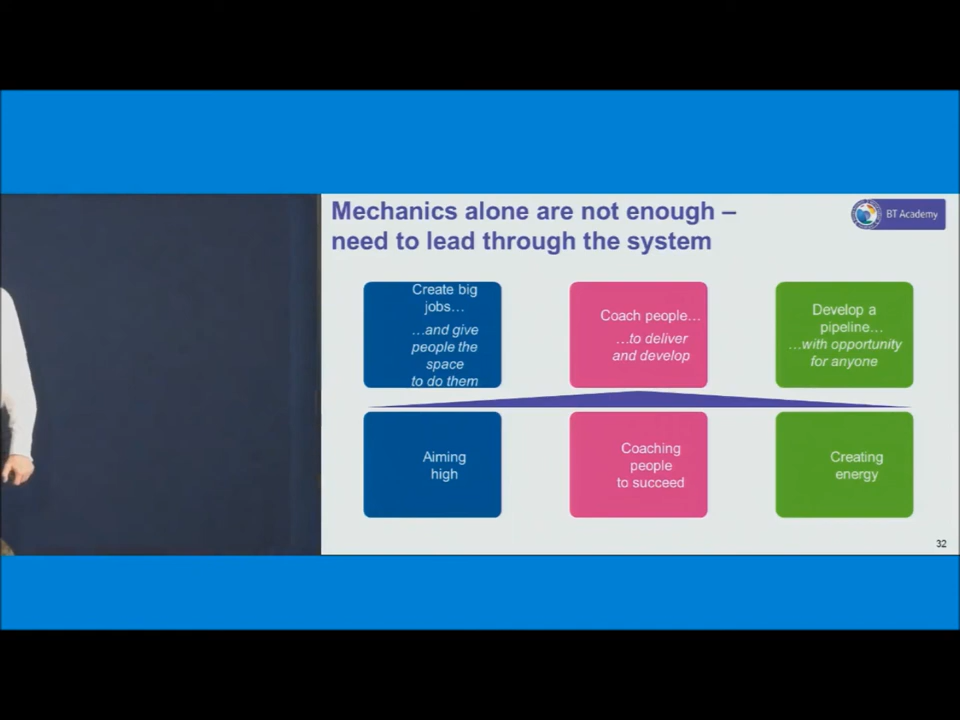 Mechanics alone are not enough –
need to lead through the system
BT Academy
Create big
jobs…
…and give
people the
space
to do them
Coach people…
…to deliver
and develop
Develop a
pipeline…
…with opportunity
for anyone
Aiming
high
Coaching
people
to succeed
Creating
energy
32